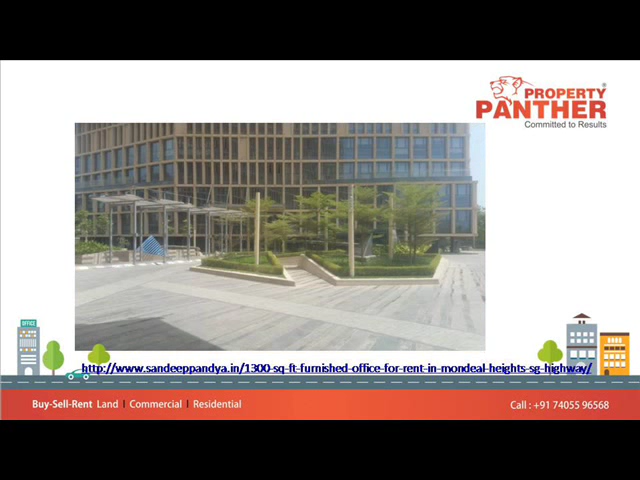 PROPERTY
PANTHER
Committed to Results
OFFICE
http://www.sandeeppandya.in/1300-sq-ft-furnished-office-for-rent-in-mondeal-heights-sg-highway/
Buy-Sell-Rent Land | Commercial | Residential
Call : +91 74055 96568